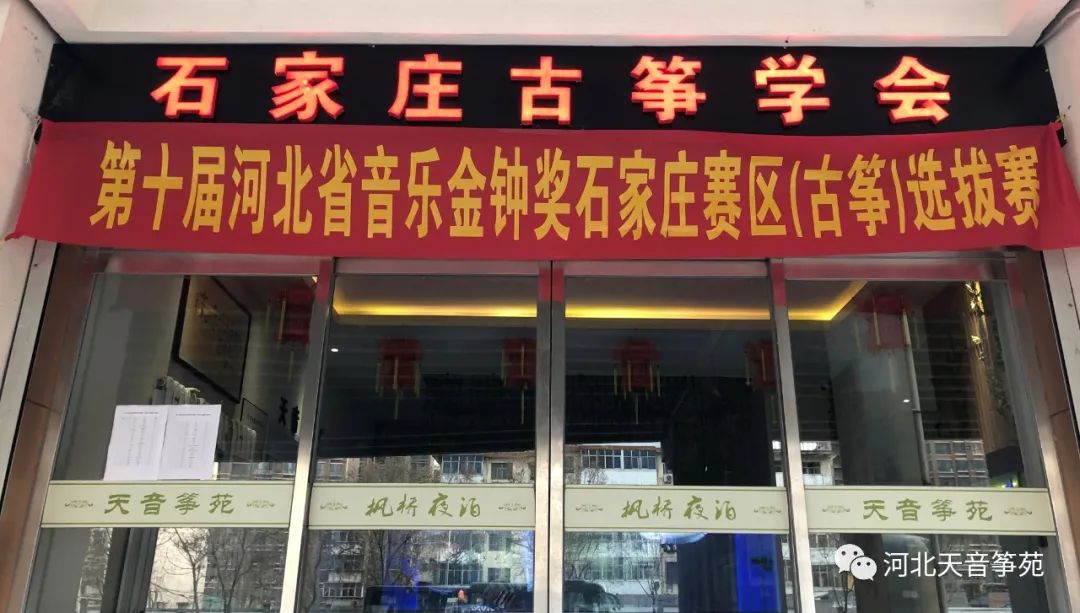 石家庄古筝学会
第十届河北省音乐金钟奖石家庄赛区(古筝)选拔赛
天音筝苑 枫桥夜泊 枫桥夜泊 天音筝苑
河北天音筝苑